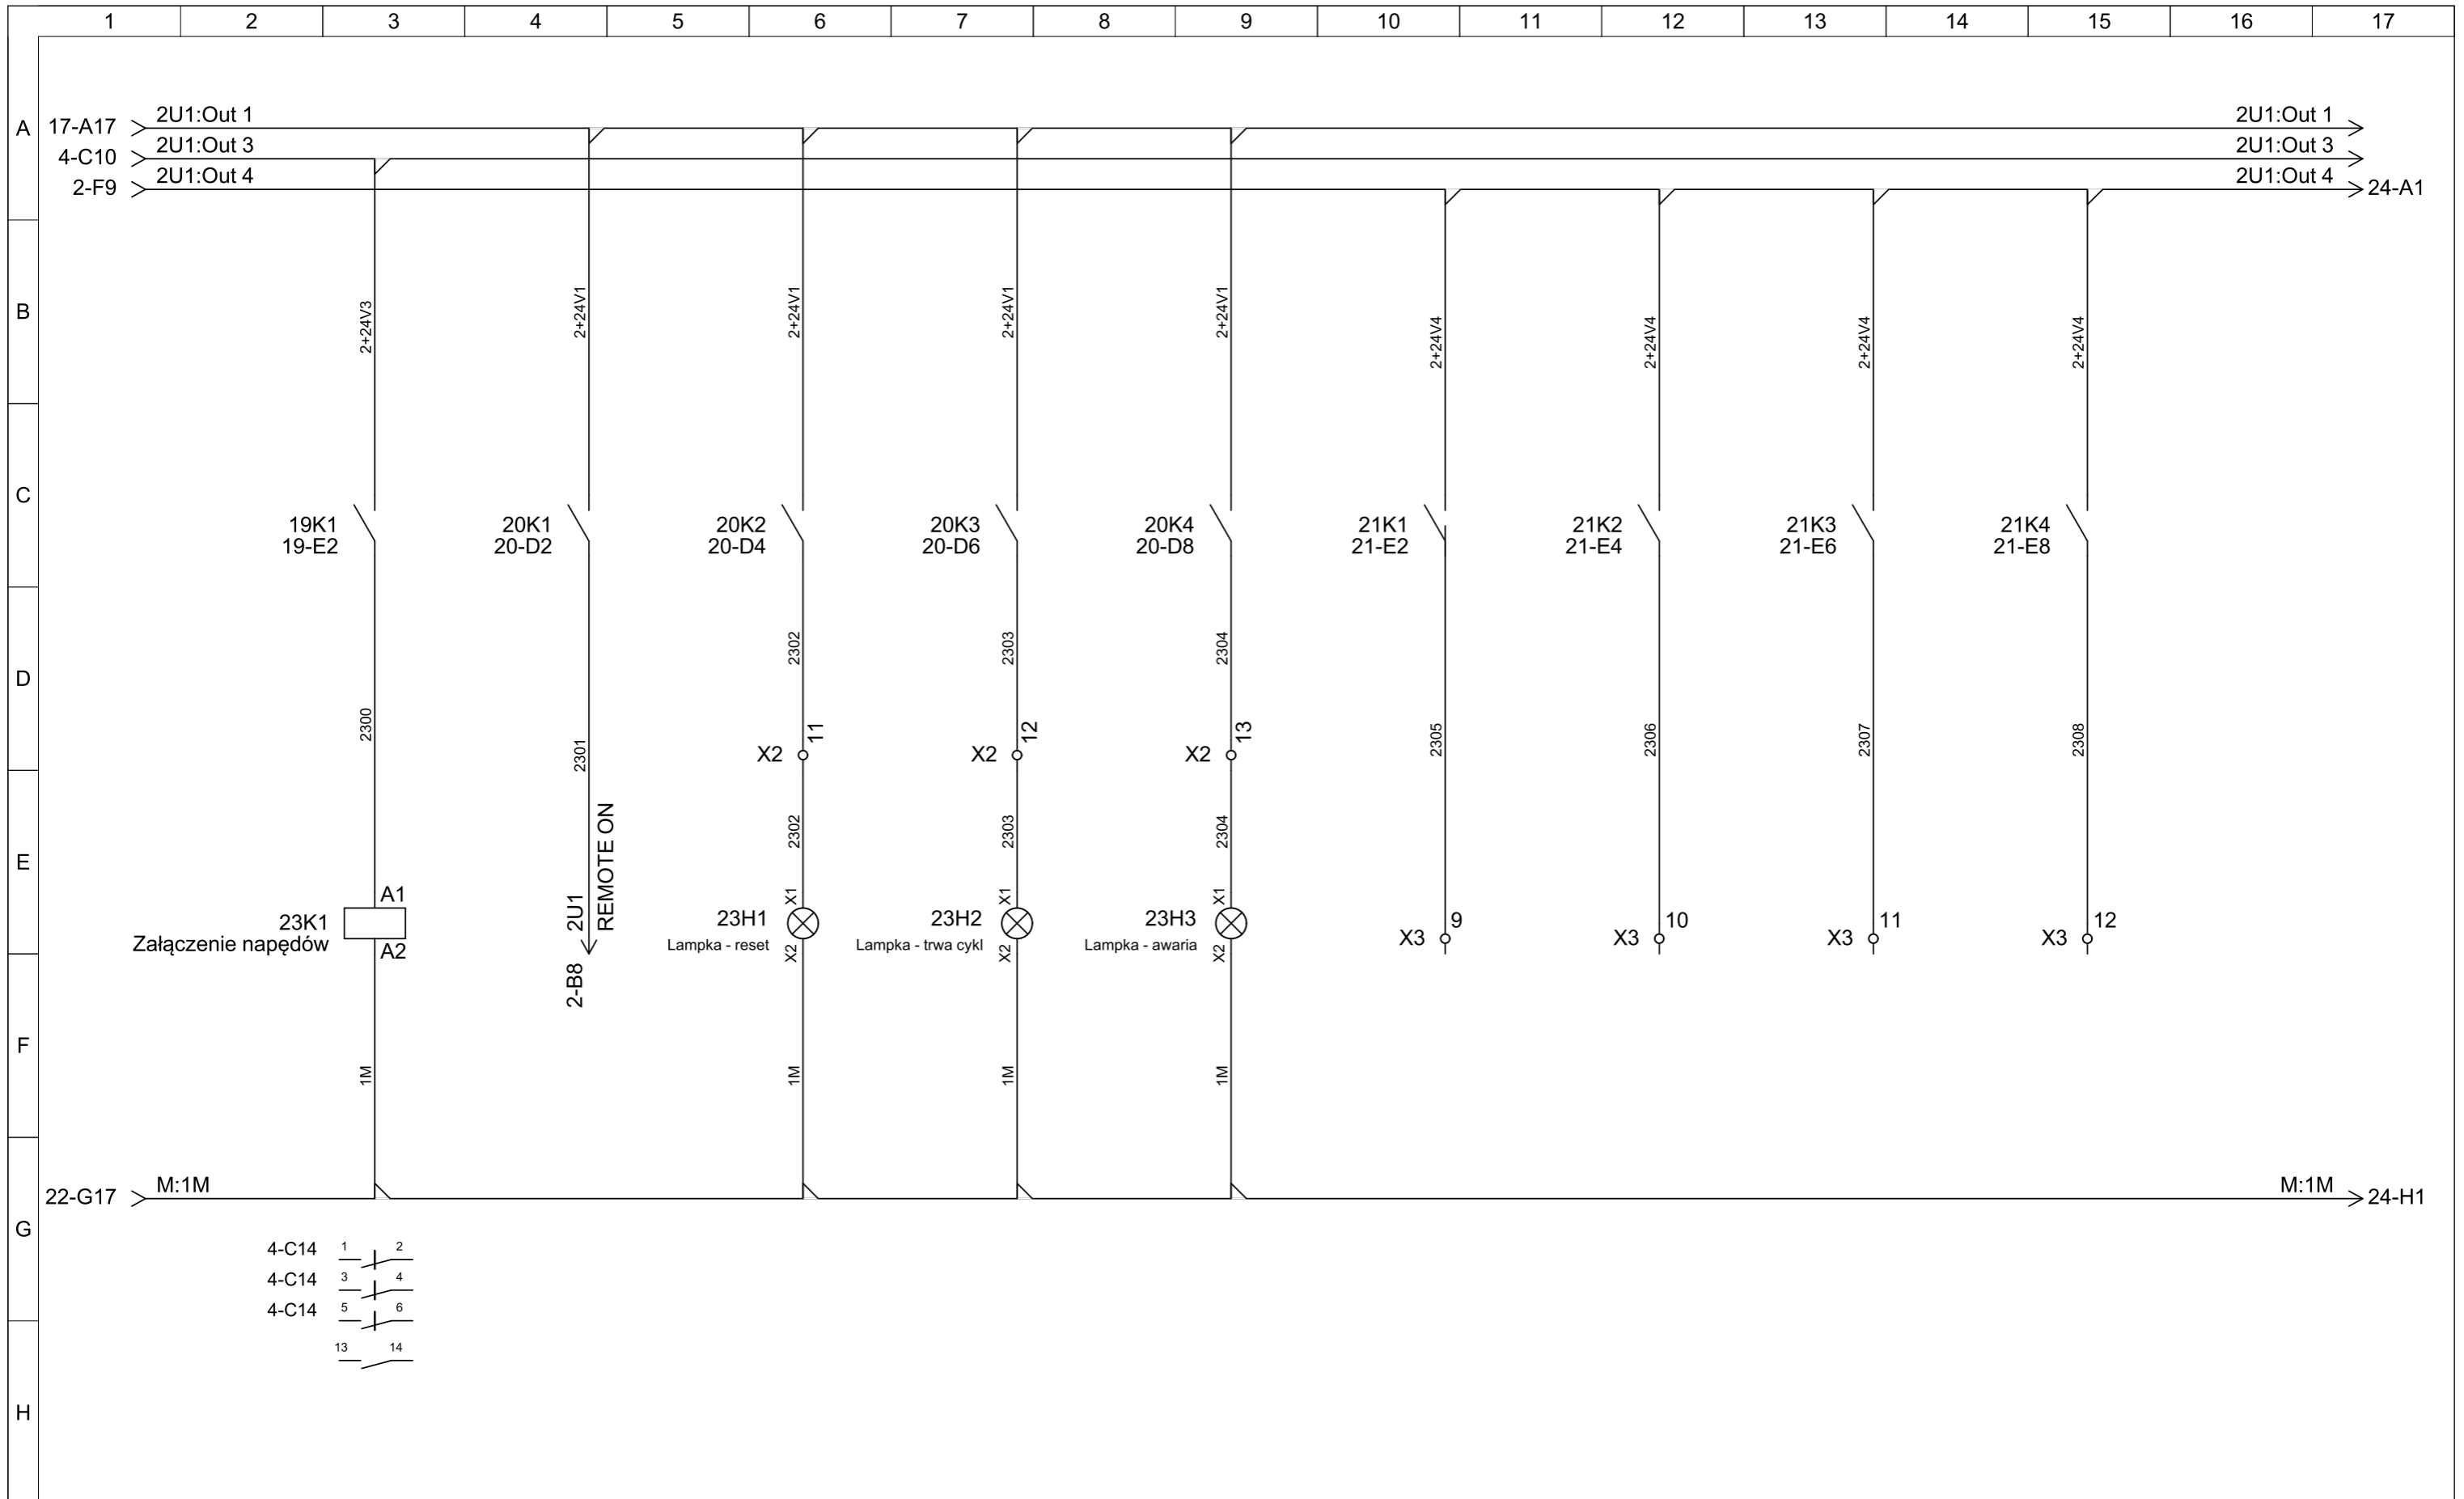 1 2 3 4 5 6 7 8 9 10 11 12 13 14 15 16 17
A
17-A17 2U1:Out 1 2U1:Out 1
4-C10 2U1:Out 3 2U1:Out 3
2-F9 2U1:Out 4 2U1:Out 4 24-A1
B
2+24V3 2+24V1 2+24V1 2+24V1 2+24V1 2+24V4 2+24V4 2+24V4 2+24V4
C
19K1 20K1 20K2 20K3 20K4 21K1 21K2 21K3 21K4
19-E2 20-D2 20-D4 20-D6 20-D8 21-E2 21-E4 21-E6 21-E8
D
2302 2303 2304
2300 2301 2305 2306 2307 2308
11 12 13
X2 X2 X2
E
2302 2303 2304
REMOTE ON
2U1
2-B8
A1 X1 X1 X1
23K1 23H1 23H2 23H3 9 10 11 12
Załączenie napędów Lampka - reset Lampka - trwa cykl Lampka - awaria X3 X3 X3 X3
A2 X2 X2 X2
F
1M 1M 1M 1M
22-G17 M:1M M:1M 24-H1
G
4-C14 1 2
4-C14 3 4
4-C14 5 6
13 14
H